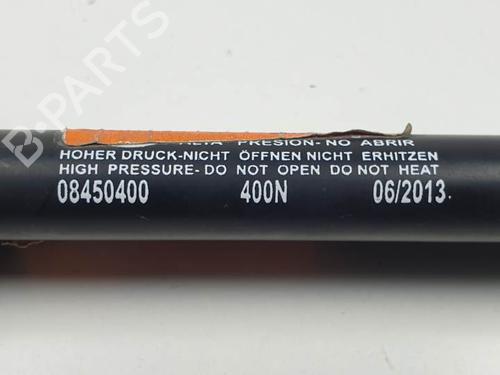 ALTA PRESION- NO ABRIR
HOHER DRUCK-NICHT ÖFFNEN NICHT ERHITZEN
HIGH PRESSURE- DO NOT OPEN DO NOT HEAT
08450400 400N 06/2013
B-PARTS